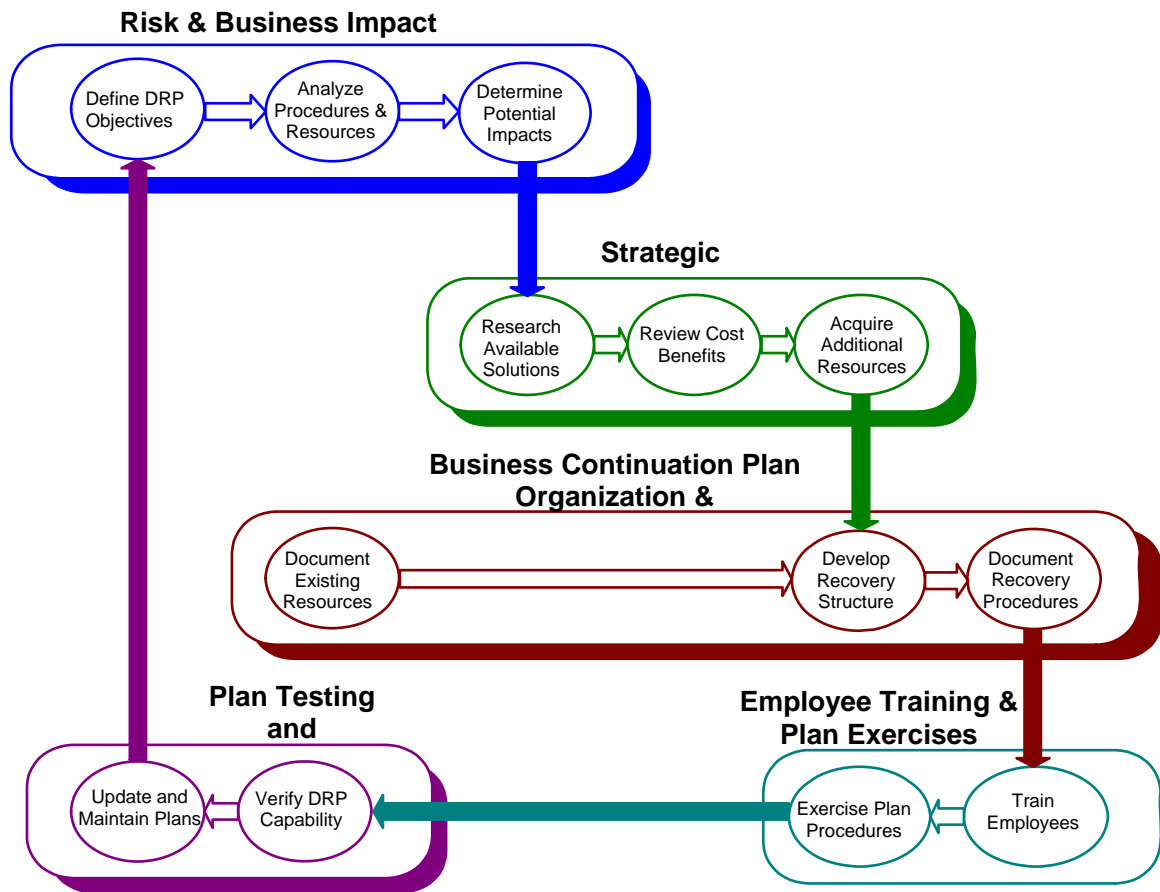 Risk & Business Impact
Define DRP
Objectives
Analyze
Procedures &
Resources
Determine
Potential
Impacts
Strategic
Research
Available
Solutions
Review Cost
Benefits
Acquire
Additional
Resources
Business Continuation Plan
Organization &
Document
Existing
Resources
Develop
Recovery
Structure
Document
Recovery
Procedures
Plan Testing
and
Update and
Maintain Plans
Verify DRP
Capability
Employee Training &
Plan Exercises
Exercise Plan
Procedures
Train
Employees